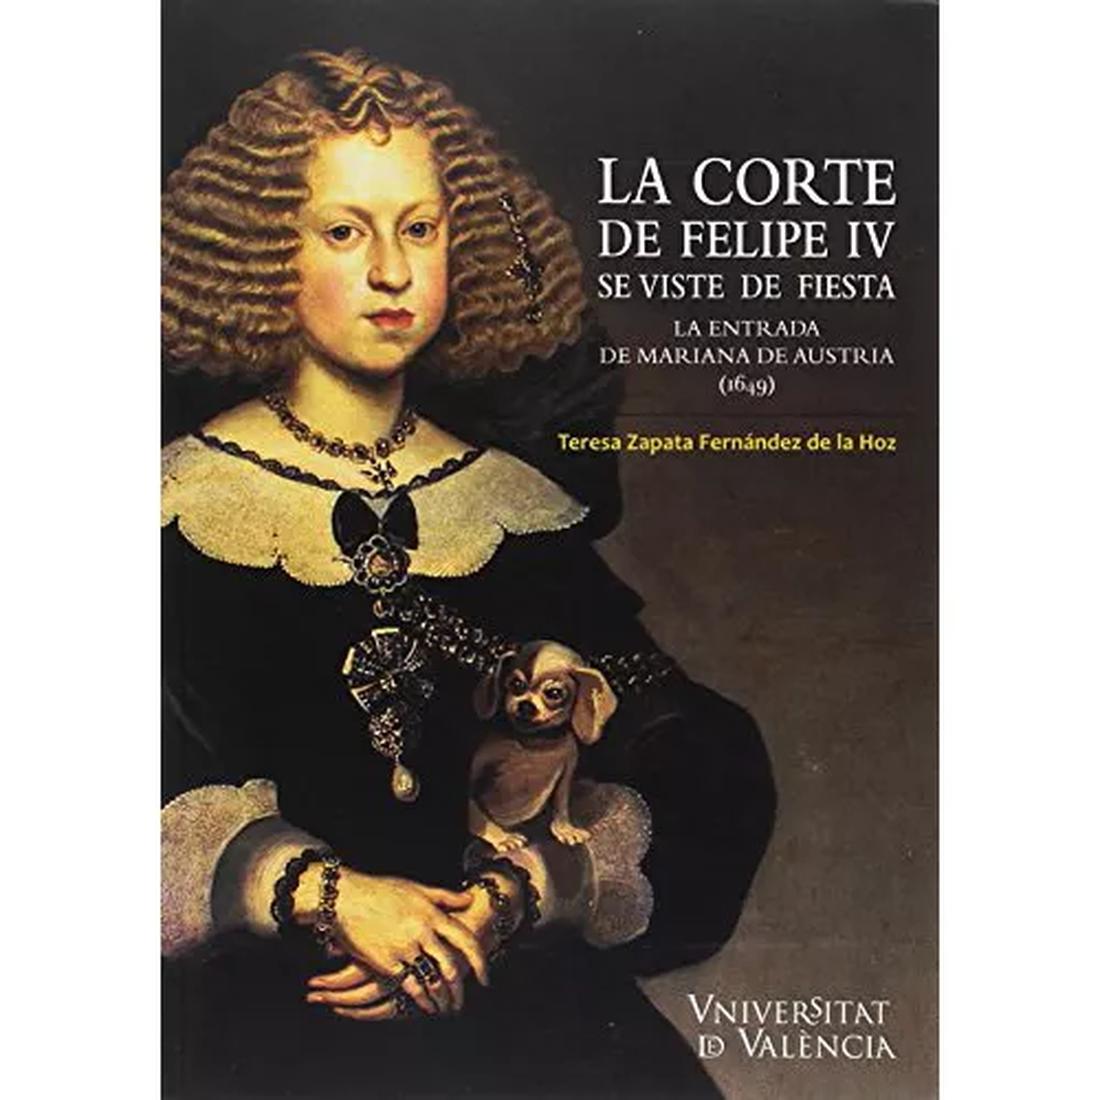 LA CORTE
DE FELIPE IV
SE VISTE DE FIESTA
LA ENTRADA
DE MARIANA DE AUSTRIA
(1649)
Teresa Zapata Fernández de la Hoz
VNIVERSITAT
DE VALÈNCIA